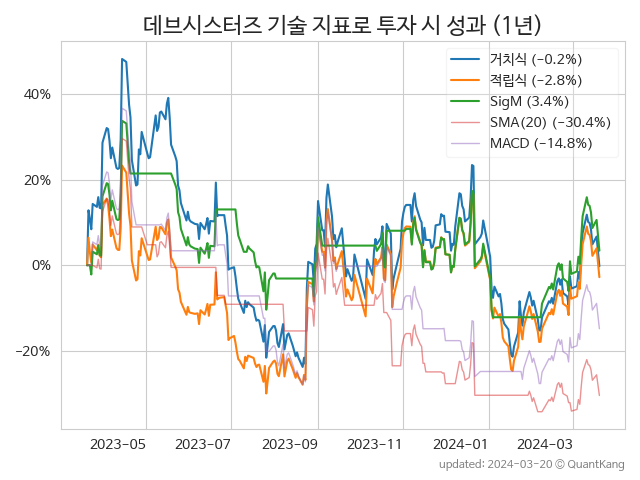 데브시스터즈 기술 지표로 투자 시 성과 (1년)
거치식 (−0.2%)
적립식 (−2.8%)
SigM (3.4%)
SMA(20) (−30.4%)
MACD (−14.8%)
40%
20%
0%
−20%
2023−05 2023−07 2023−09 2023−11 2024−01 2024−03
updated: 2024−03−20 © QuantKang